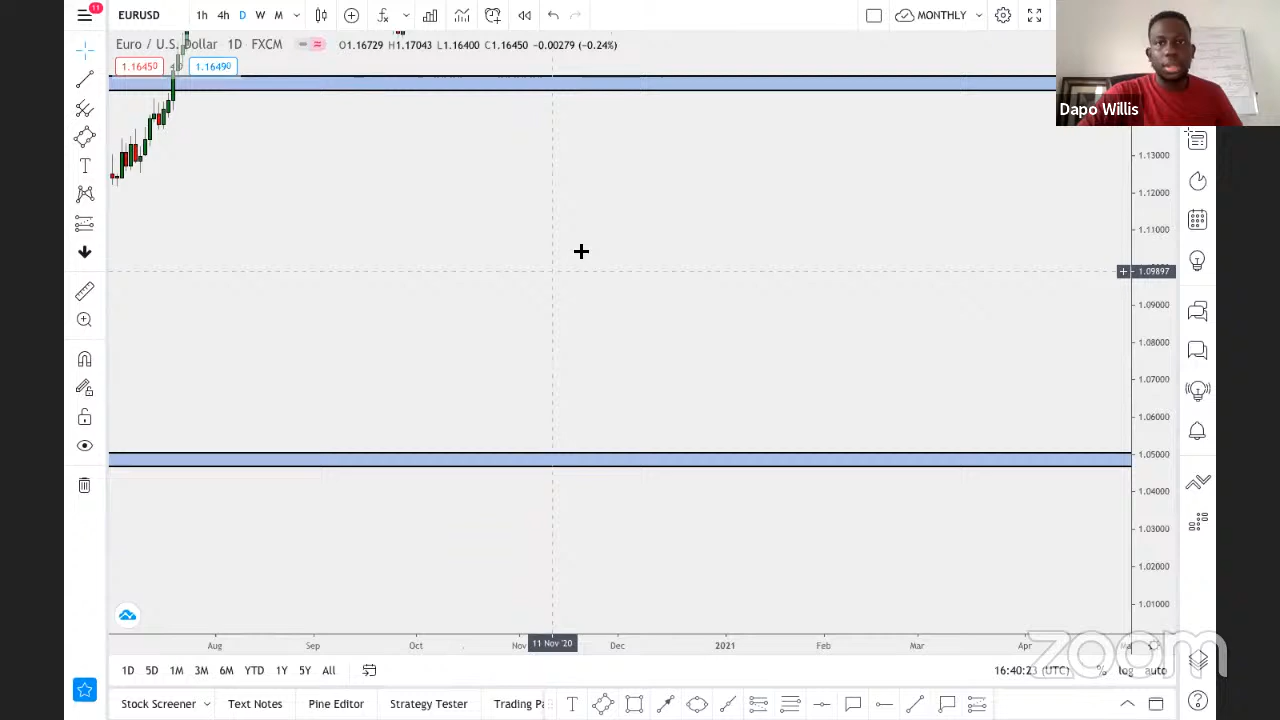 11
EURUSD 1h 4h D W M MONTHLY
Euro / U.S. Dollar 1D FXCM O1.16729 H1.17043 L1.16400 C1.16450 −0.00279 (−0.24%)
1.16450 1.16490
Dapo Willis
1.13000
1.12000
1.11000
1.09897
1.09000
1.08000
1.07000
1.06000
1.05000
1.04000
1.03000
1.02000
1.01000
Aug Sep Oct Nov 11 Nov '20 Dec 2021 Feb Mar Apr
zoom
1D 5D 1M 3M 6M YTD 1Y 5Y All 16:40:23 (UTC) % log auto
Stock Screener Text Notes Pine Editor Strategy Tester Trading